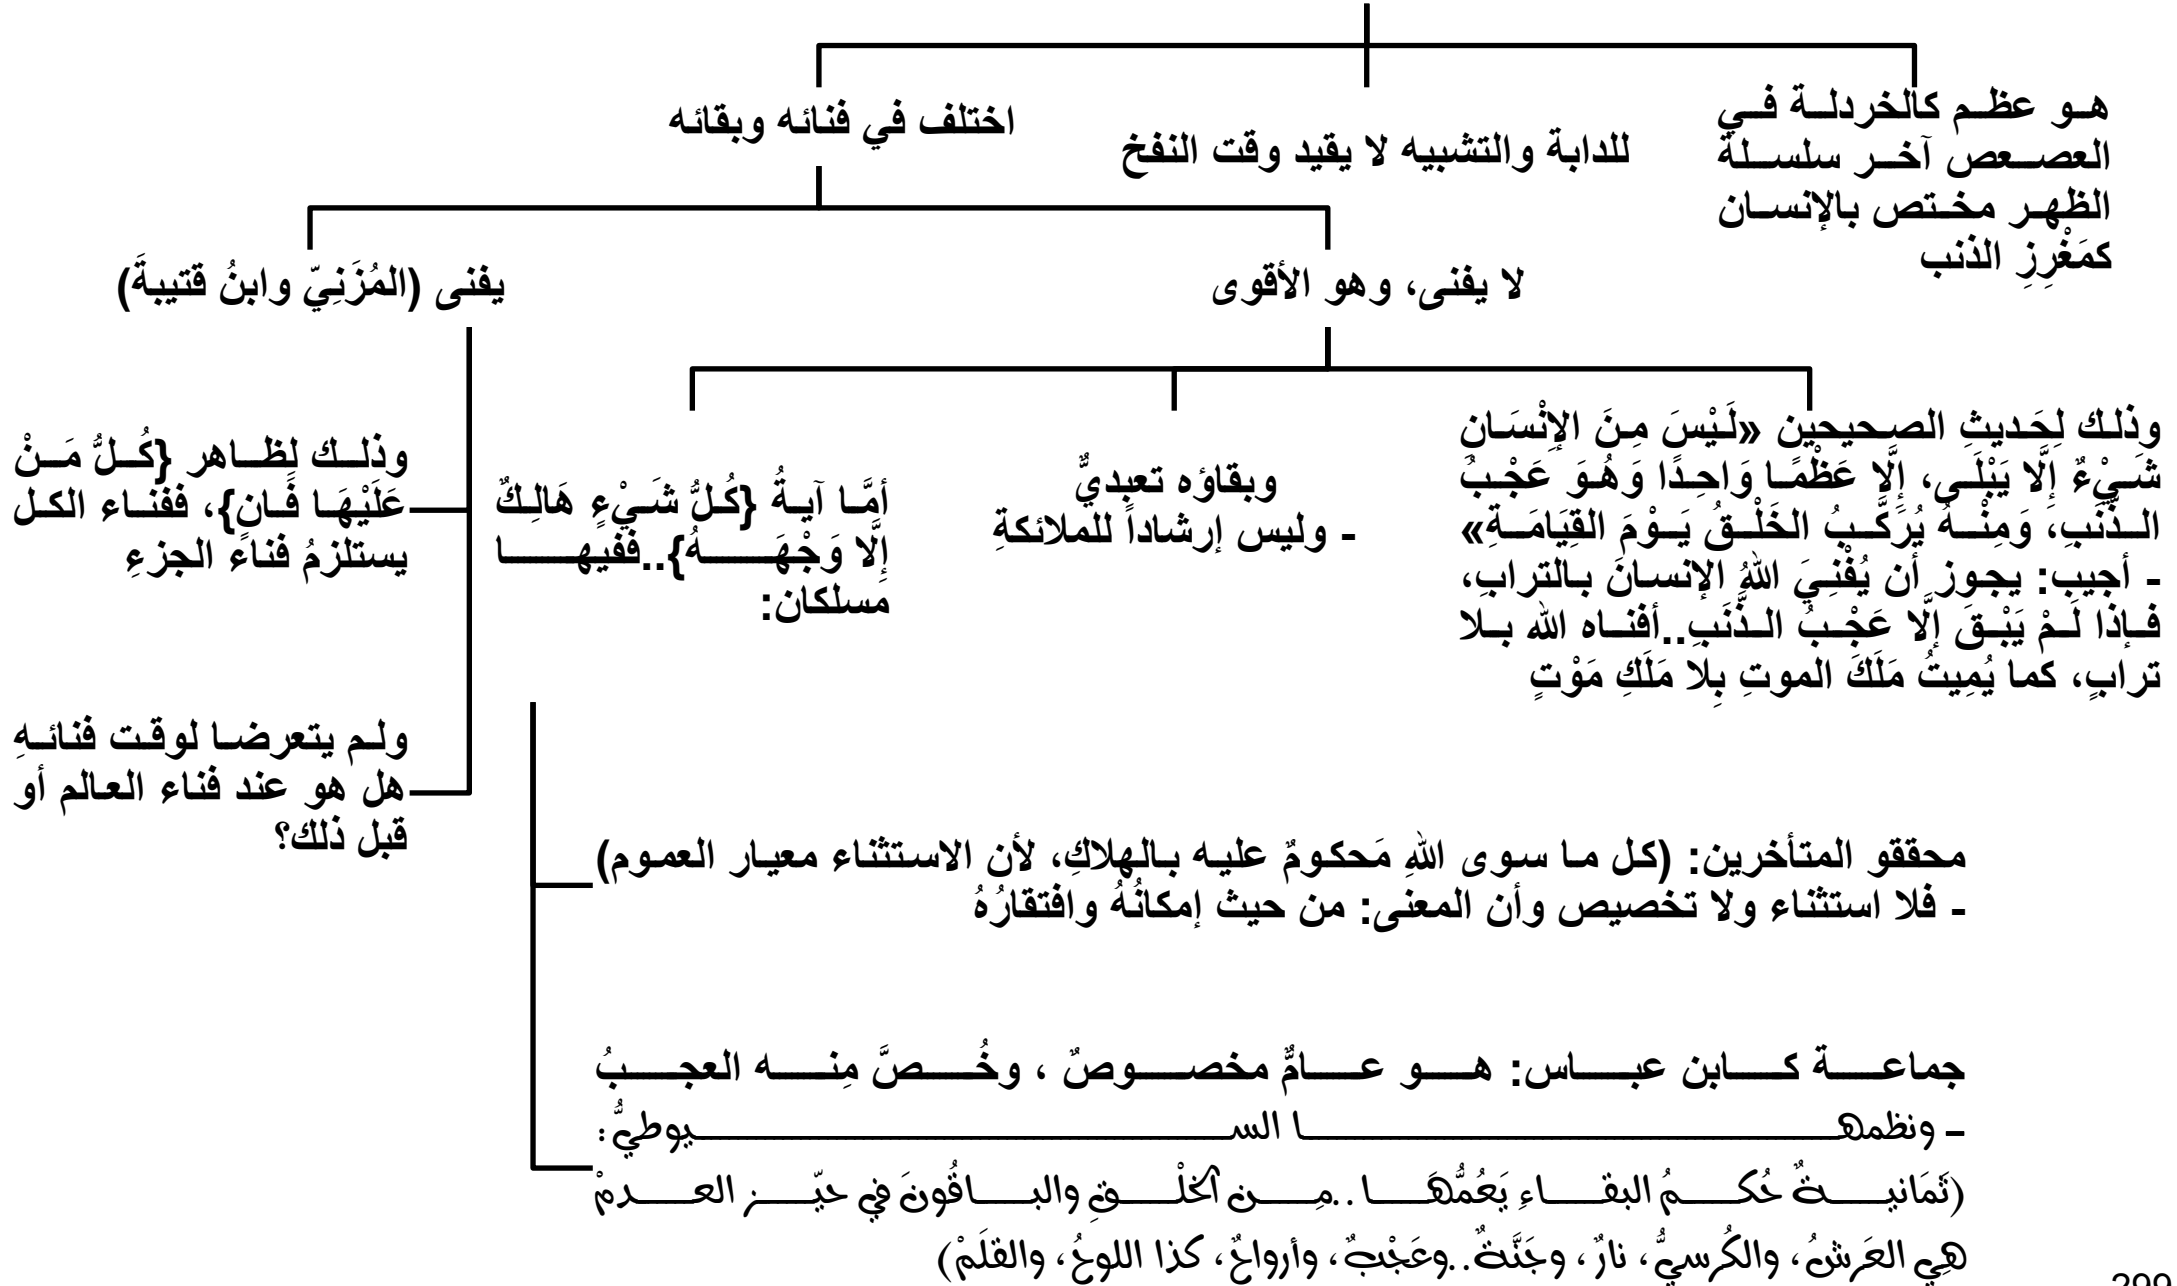 هو عظم كالخردلة في
العصعص آخر سلسلة
الظهر مختص بالإنسان
كمَغْرِزِ الذنب
للدابة والتشبيه لا يقيد وقت النفخ
اختلف في فنائه وبقائه
لا يفنى، وهو الأقوى
يفنى (المُزَنِيّ وابنُ قتيبةَ)
وذلك لِحَديثِ الصحيحين «لَيْسَ مِنَ الإِنْسَانِ
شَيْءٌ إِلَّا يَبْلَى، إِلَّا عَظْمًا وَاحِدًا وَهُوَ عَجْبُ
الذَّنَبِ، وَمِنْهُ يُرَكَّبُ الخَلْقُ يَوْمَ القِيَامَةِ»
- أجيب: يجوز أن يُفْنِيَ اللهُ الإنسانَ بالترابِ،
فإذا لَمْ يَبْقَ إِلَّا عَجْبُ الذَّنَبِ..أفناه الله بلا
ترابٍ، كما يُمِيتُ مَلَكَ الموتِ بِلا مَلَكِ مَوْتٍ
وبقاؤه تعبديٌّ
- وليس إرشاداً للملائكةِ
أمَّا آيةُ {كُلُّ شَيْءٍ هَالِكٌ
إِلَّا وَجْهَهُ}..ففيها
مَسلكان:
وذلك لِظاهر {كُلُّ مَنْ
عَلَيْهَا فَانٍ}، ففناء الكل
يستلزمُ فناءَ الجزءِ
ولم يتعرضا لوقت فنائهِ
هل هو عند فناء العالم أو
قبل ذلك؟
محققو المتأخرين: (كل ما سوى اللهِ مَحكومٌ عليه بالهلاكِ، لأن الاستثناء معيار العموم)
- فلا استثناء ولا تخصيص وأن المعنى: من حيث إمكانُهُ وافتقارُهُ
جماعة كابن عباس: هو عامٌّ مخصوصٌ ، وخُصَّ مِنه العجبُ
- ونظمها السيوطيُّ:
(ثَمَانيةٌ حُكمُ البقاءِ يَعُمُّهَا ..مِن الخلْقِ والباقُونَ في حيّز العدمْ
هِي العَرشُ، والكُرسيُّ، نارٌ، وجَنَّةٌ..وعَجْبٌ، وأرواحٌ، كذا اللوحُ، والقلَمْ)
299